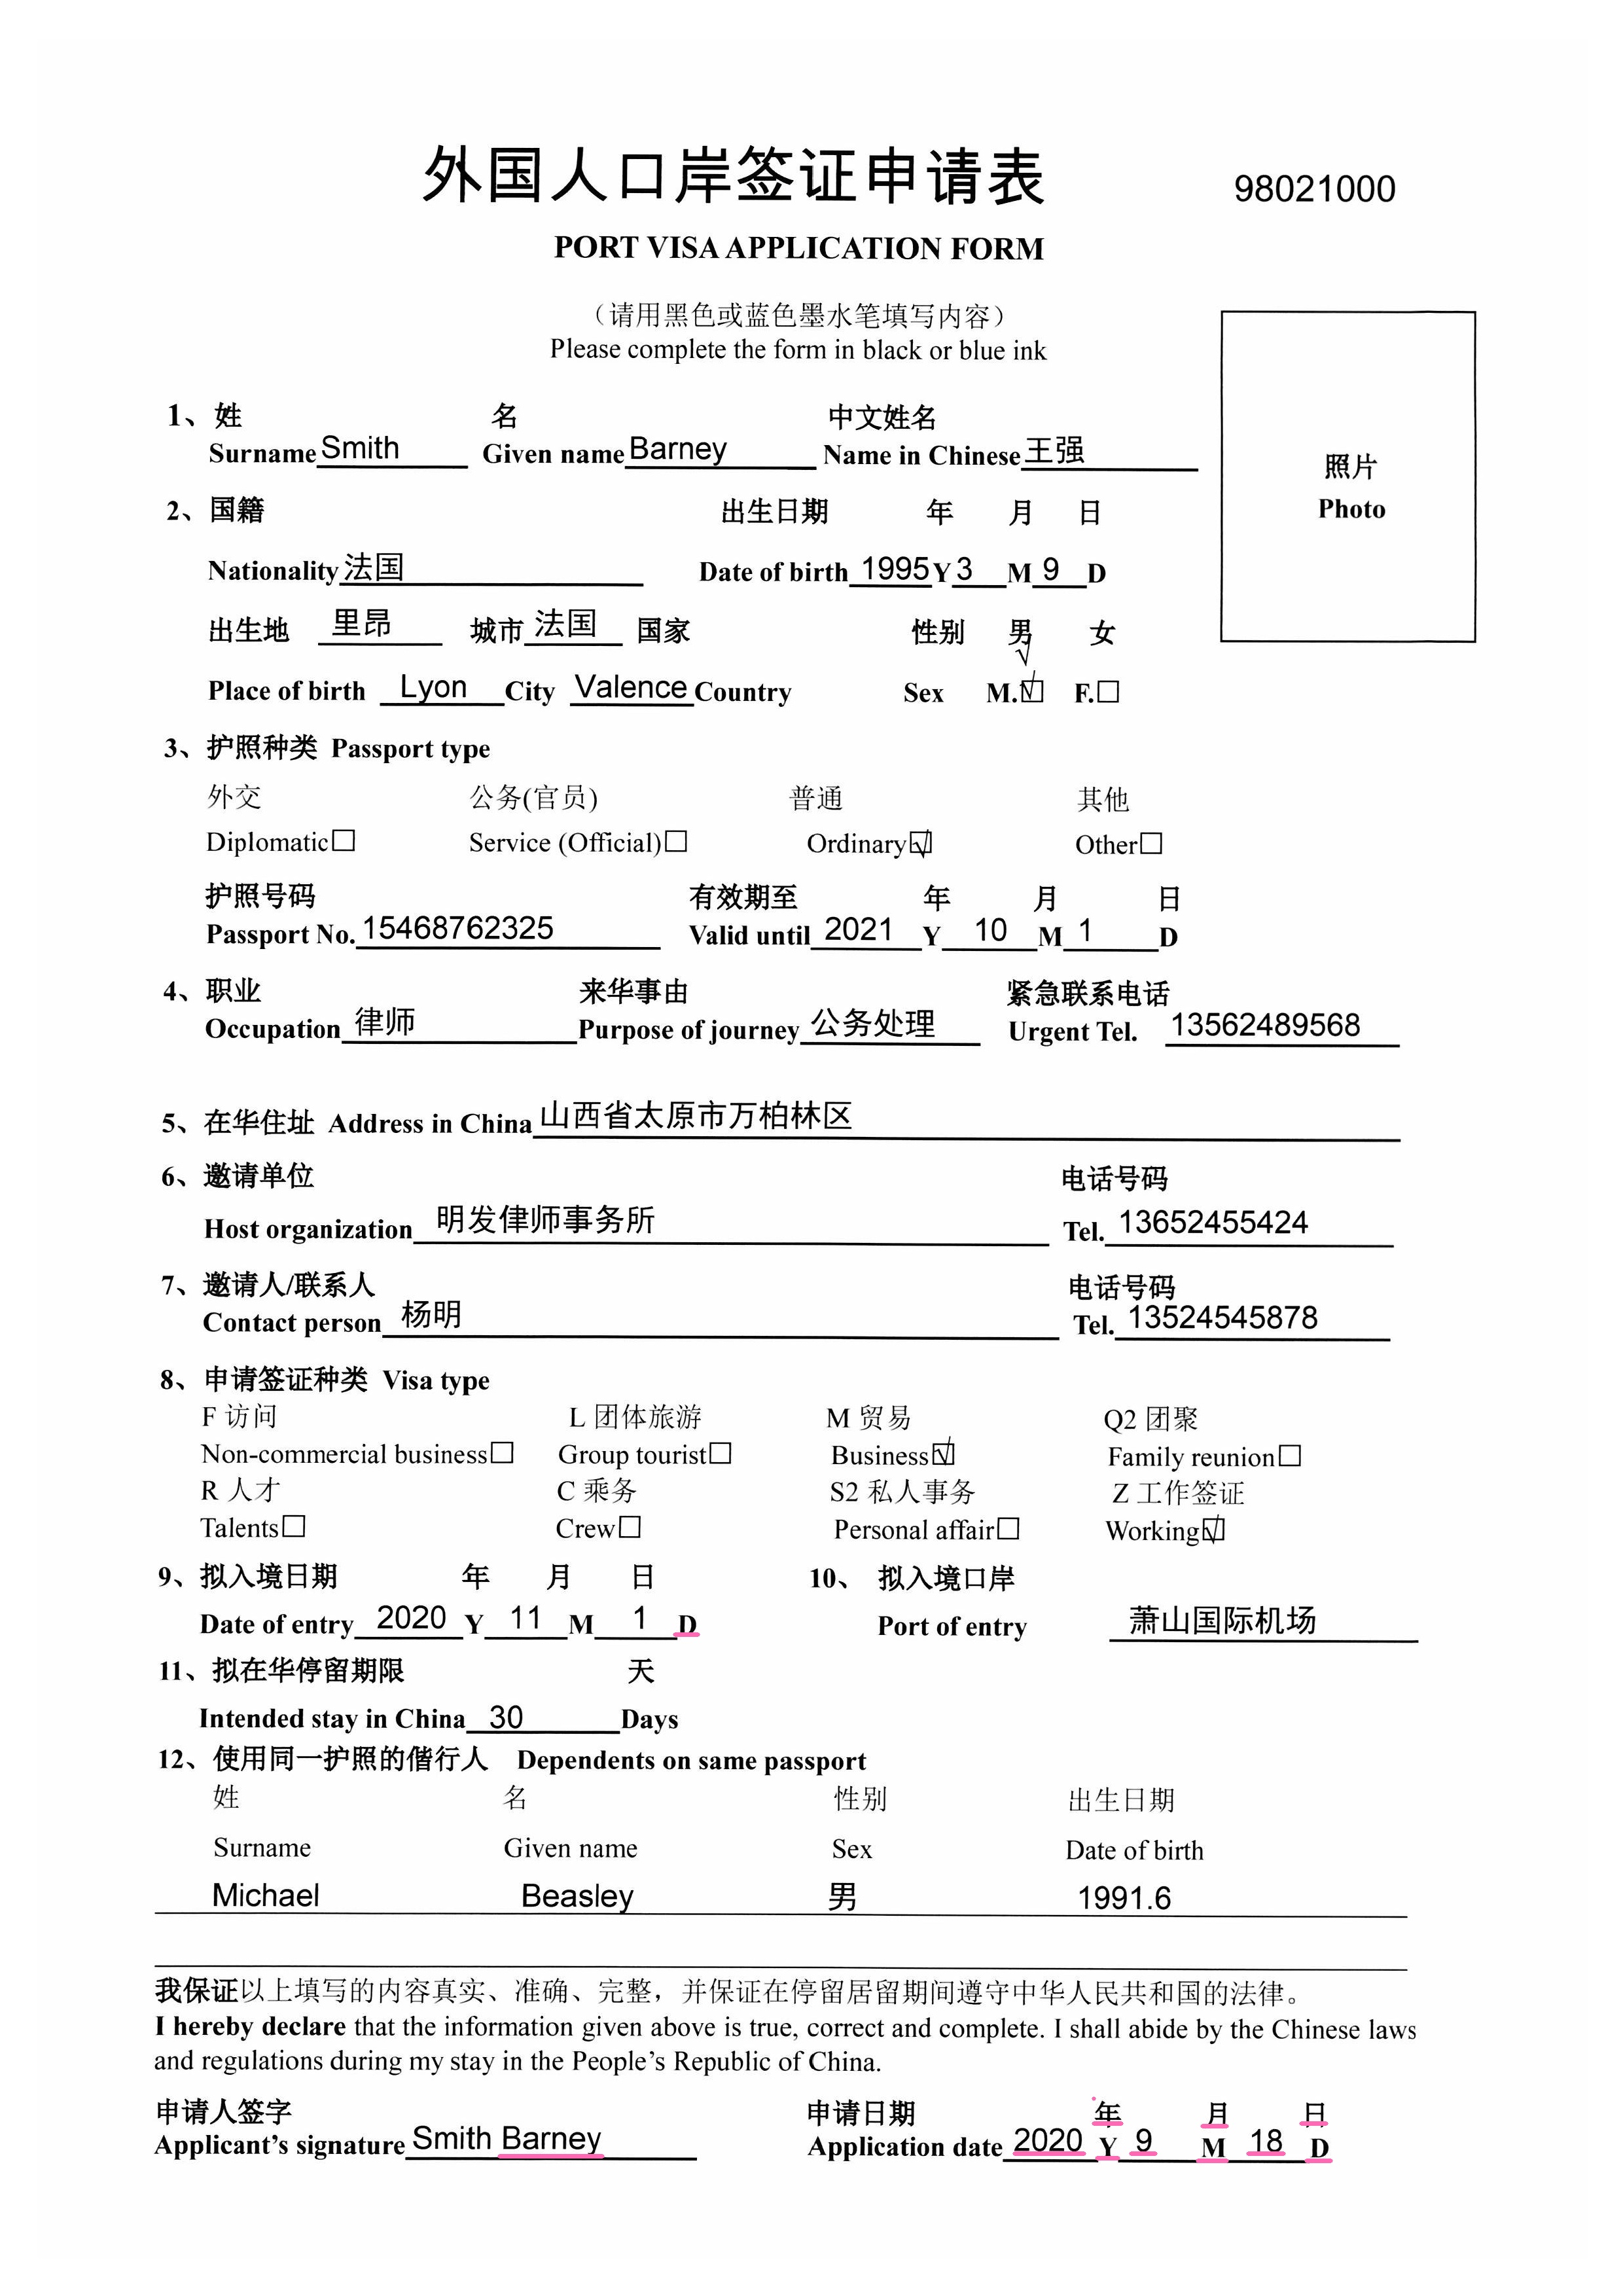 外国人口岸签证申请表 98021000
PORT VISA APPLICATION FORM
（请用黑色或蓝色墨水笔填写内容）
Please complete the form in black or blue ink
照片
Photo
1、姓 名 中文姓名
Surname Smith Given name Barney Name in Chinese 王强
2、国籍 出生日期 年 月 日
Nationality 法国 Date of birth 1995 Y 3 M 9 D
出生地 里昂 城市 法国 国家 性别 男 √ 女
Place of birth Lyon City Valence Country Sex M.☑ F.□
3、护照种类 Passport type
外交 公务(官员) 普通 其他
Diplomatic□ Service (Official)□ Ordinary☑ Other□
护照号码 有效期至 年 月 日
Passport No. 15468762325 Valid until 2021 Y 10 M 1 D
4、职业 来华事由 紧急联系电话
Occupation 律师 Purpose of journey 公务处理 Urgent Tel. 13562489568
5、在华住址 Address in China 山西省太原市万柏林区
6、邀请单位 电话号码
Host organization 明发律师事务所 Tel. 13652455424
7、邀请人/联系人 电话号码
Contact person 杨明 Tel. 13524545878
8、申请签证种类 Visa type
F 访问 L 团体旅游 M 贸易 Q2 团聚
Non-commercial business□ Group tourist□ Business☑ Family reunion□
R 人才 C 乘务 S2 私人事务 Z 工作签证
Talents□ Crew□ Personal affair□ Working☑
9、拟入境日期 年 月 日 10、 拟入境口岸
Date of entry 2020 Y 11 M 1 D Port of entry 萧山国际机场
11、拟在华停留期限 天
Intended stay in China 30 Days
12、使用同一护照的偕行人 Dependents on same passport
姓 名 性别 出生日期
Surname Given name Sex Date of birth
Michael Beasley 男 1991.6
我保证以上填写的内容真实、准确、完整，并保证在停留居留期间遵守中华人民共和国的法律。
I hereby declare that the information given above is true, correct and complete. I shall abide by the Chinese laws
and regulations during my stay in the People's Republic of China.
申请人签字 申请日期 年 月 日
Applicant's signature Smith Barney Application date 2020 Y 9 M 18 D